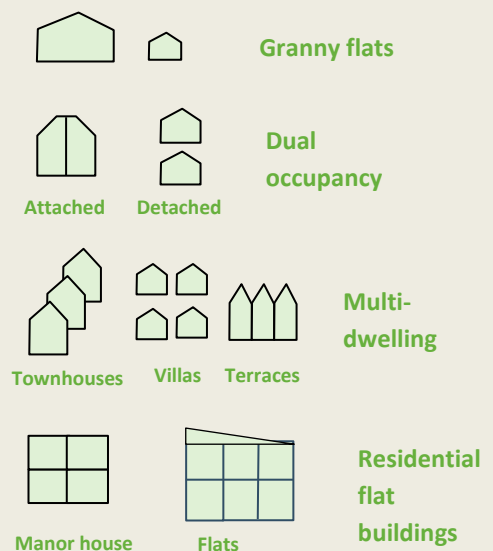 Granny flats
Dual
occupancy
Attached
Detached
Multi-
dwelling
Townhouses
Villas
Terraces
Residential
flat
buildings
Manor house
Flats